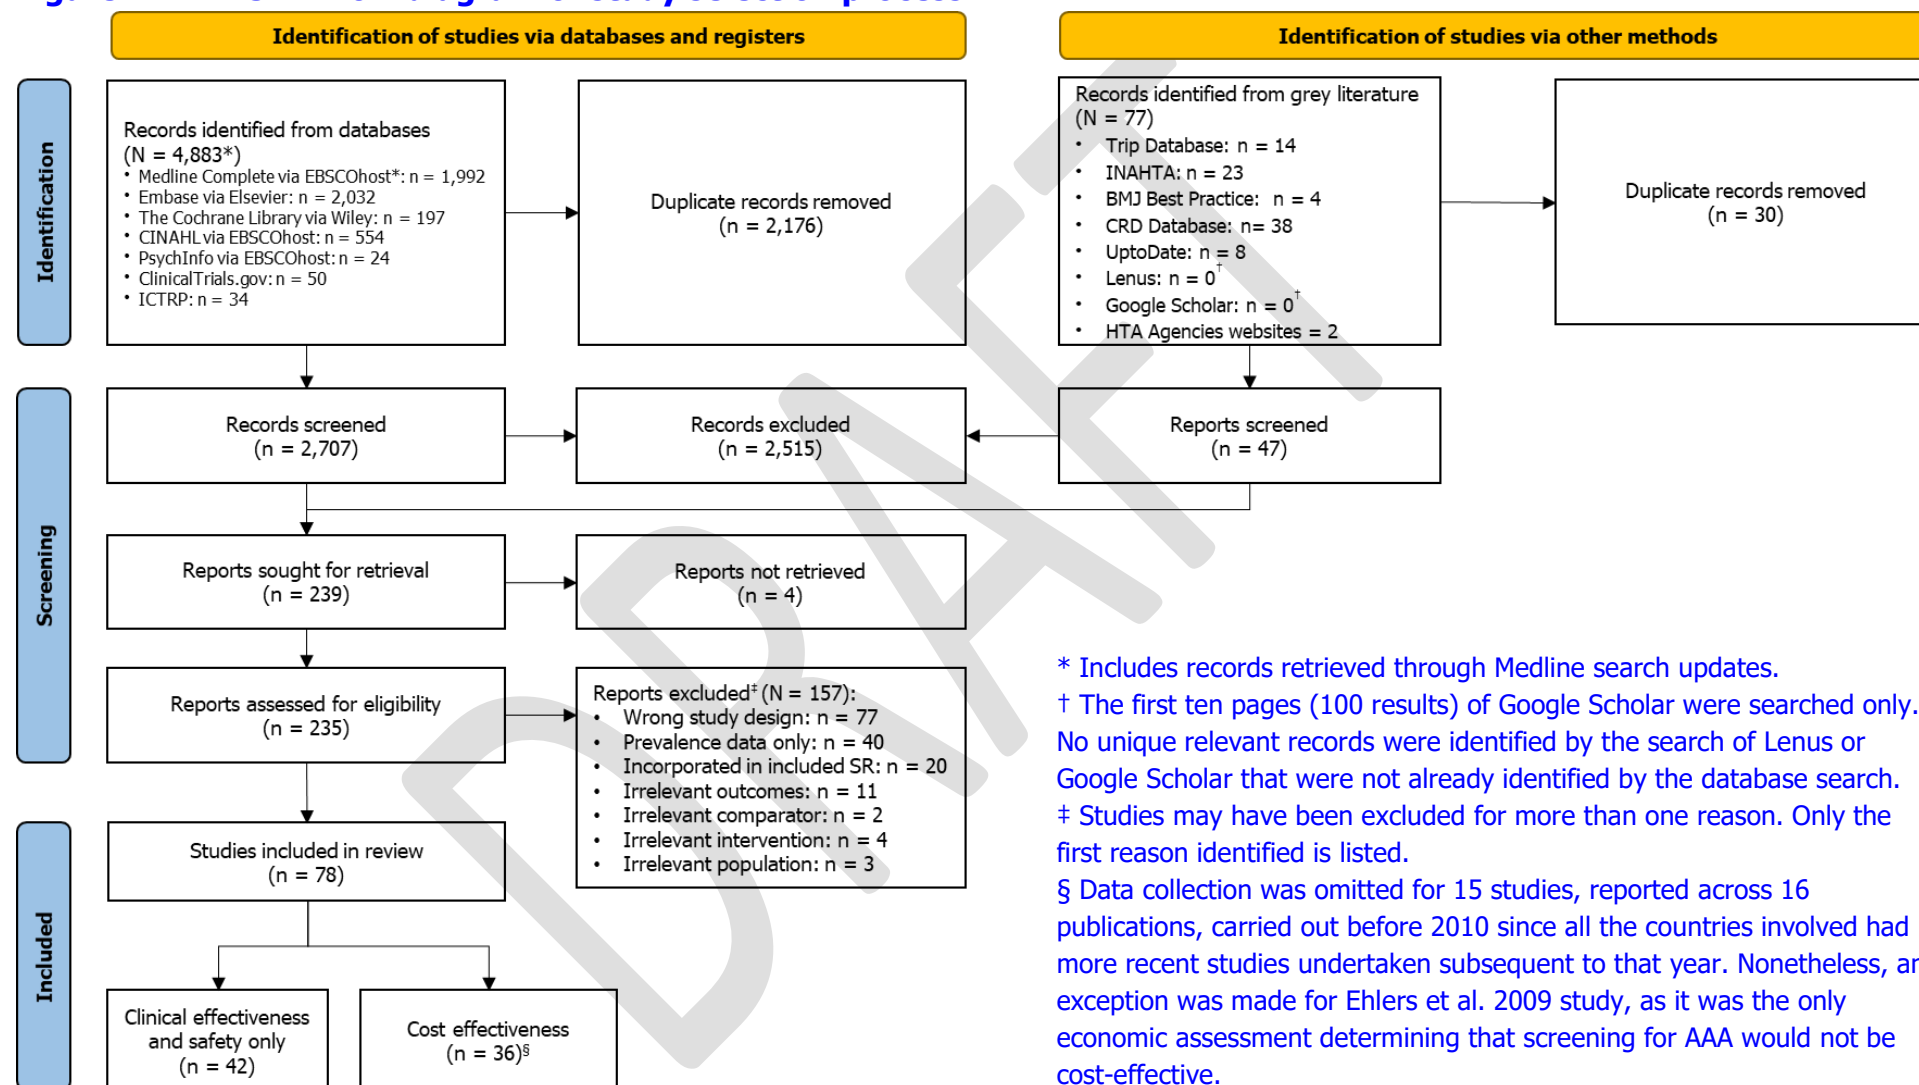 Identification of studies via databases and registers
Identification of studies via other methods
Identification
Records identified from databases
(N = 4,883*)
• Medline Complete via EBSCOhost*: n = 1,992
• Embase via Elsevier: n = 2,032
• The Cochrane Library via Wiley: n = 197
• CINAHL via EBSCOhost: n = 554
• PsychInfo via EBSCOhost: n = 24
• ClinicalTrials.gov: n = 50
• ICTRP: n = 34
Duplicate records removed
(n = 2,176)
Records identified from grey literature
(N = 77)
• Trip Database: n = 14
• INAHTA: n = 23
• BMJ Best Practice: n = 4
• CRD Database: n= 38
• UptoDate: n = 8
• Lenus: n = 0†
• Google Scholar: n = 0†
• HTA Agencies websites = 2
Duplicate records removed
(n = 30)
Screening
Records screened
(n = 2,707)
Records excluded
(n = 2,515)
Reports screened
(n = 47)
Reports sought for retrieval
(n = 239)
Reports not retrieved
(n = 4)
Reports assessed for eligibility
(n = 235)
Reports excluded‡ (N = 157):
• Wrong study design: n = 77
• Prevalence data only: n = 40
• Incorporated in included SR: n = 20
• Irrelevant outcomes: n = 11
• Irrelevant comparator: n = 2
• Irrelevant intervention: n = 4
• Irrelevant population: n = 3
Included
Studies included in review
(n = 78)
Clinical effectiveness
and safety only
(n = 42)
Cost effectiveness
(n = 36)§
* Includes records retrieved through Medline search updates.
† The first ten pages (100 results) of Google Scholar were searched only.
No unique relevant records were identified by the search of Lenus or
Google Scholar that were not already identified by the database search.
‡ Studies may have been excluded for more than one reason. Only the
first reason identified is listed.
§ Data collection was omitted for 15 studies, reported across 16
publications, carried out before 2010 since all the countries involved had
more recent studies undertaken subsequent to that year. Nonetheless,
exception was made for Ehlers et al. 2009 study, as it was the only
economic assessment determining that screening for AAA would not be
cost-effective.
DRAFT